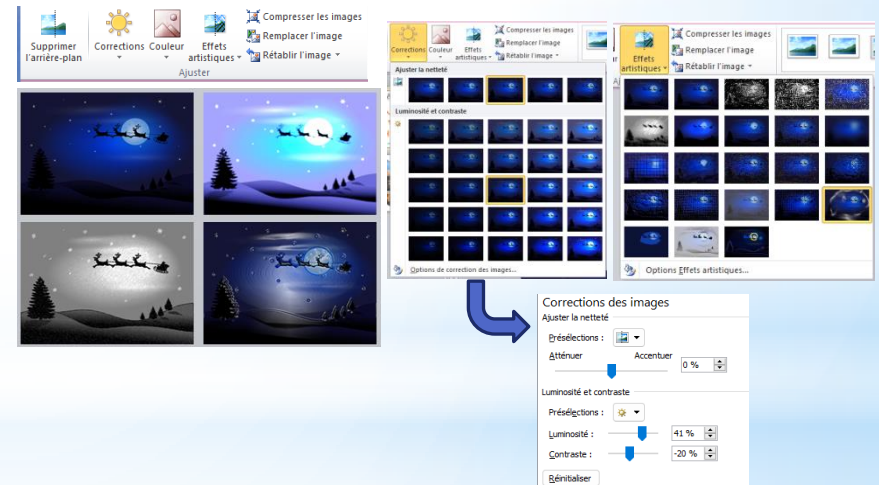 Supprimer
l'arrière-plan
Corrections
Couleur
Effets
artistiques
Compresser les images
Remplacer l'image
Rétablir l'image
Ajuster
Corrections
Couleur
Effets
artistiques
Compresser les images
Remplacer l'image
Rétablir l'image
Ajuster la netteté
Luminosité et contraste
Options de correction des images...
Effets
artistiques
Compresser les images
Remplacer l'image
Rétablir l'image
Options Effets artistiques...
Corrections des images
Ajuster la netteté
Présélections :
Atténuer
Accentuer
0 %
Luminosité et contraste
Présélections :
Luminosité :
41 %
Contraste :
-20 %
Réinitialiser